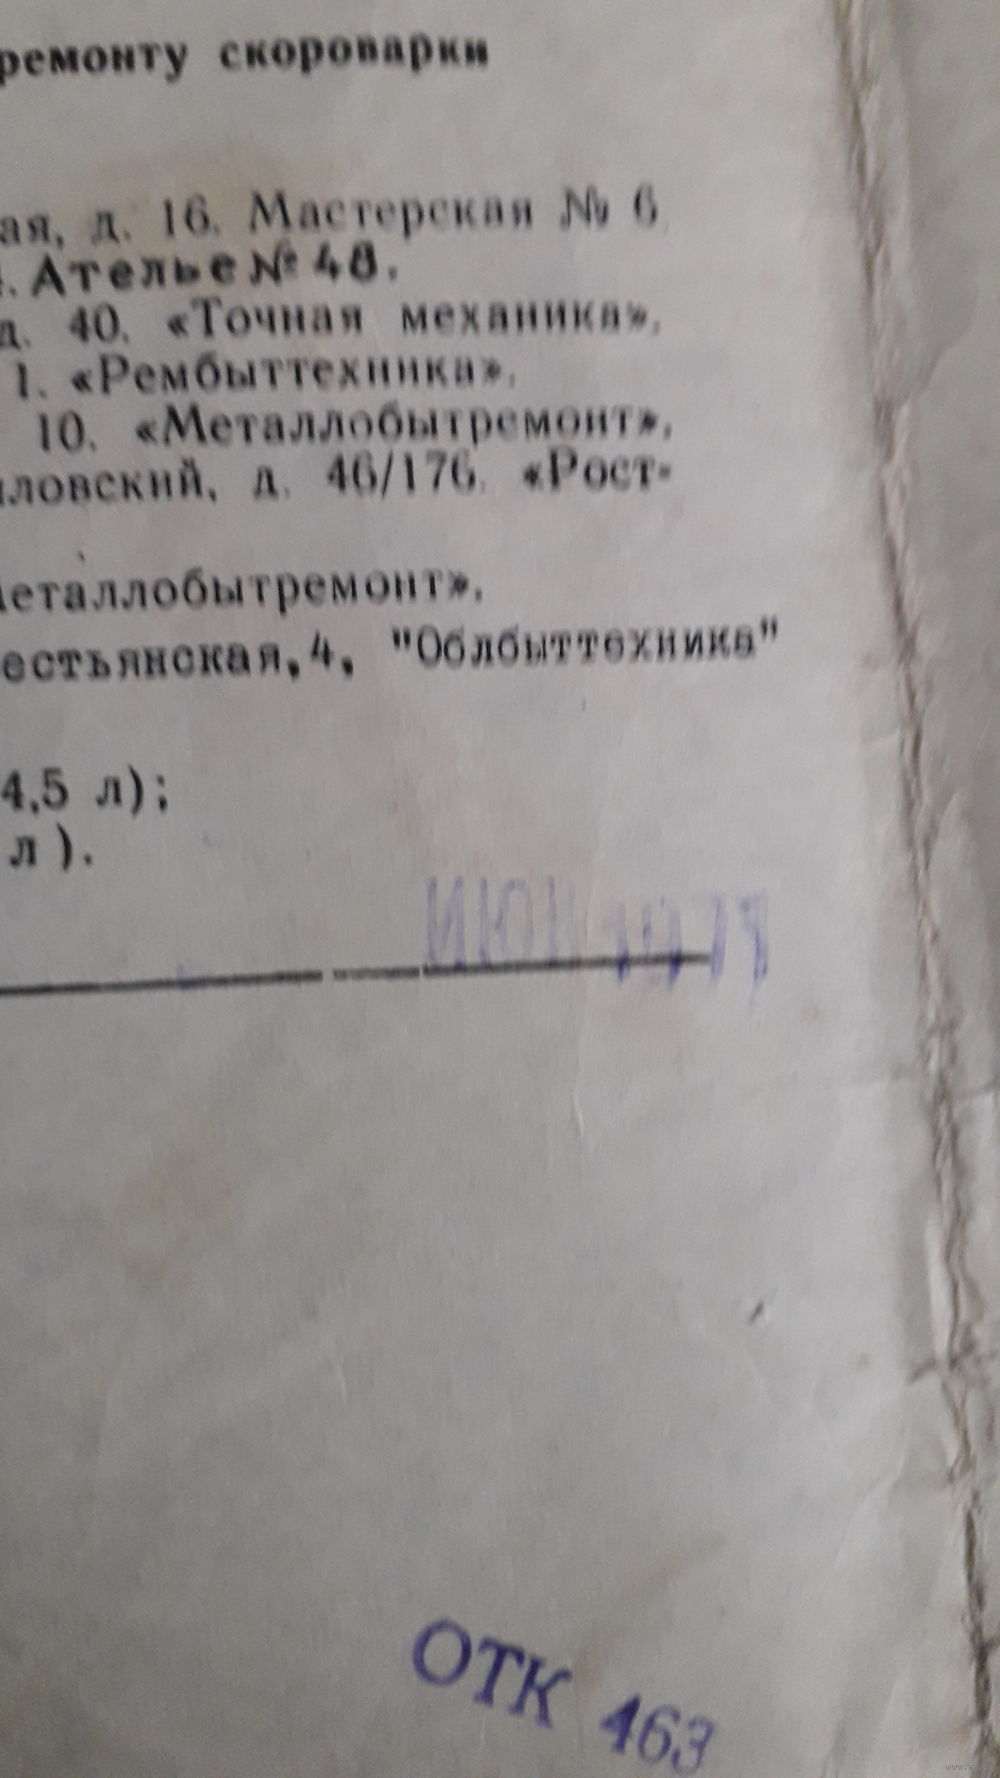 ремонту скороварки
ая, д. 16. Мастерская № 6
. Ателье № 48.
д. 40. «Точная механика»,
1. «Рембыттехника»,
10. «Металлобытремонт»,
ловский, д. 46/176. «Рост-
еталлобытремонт»,
естьянская,4, "Облбыттехника"
4,5 л);
л ).
ИЮН
ОТК 463